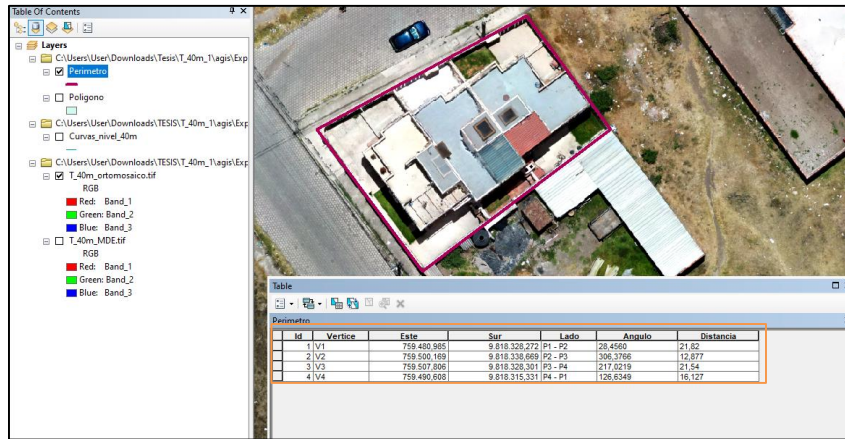 Table Of Contents
Layers
C:\Users\User\Downloads\Tesis\T_40m_1\agis\Exp
Perimetro
Poligono
C:\Users\User\Downloads\TESIS\T_40m_1\agis\Exp
Curvas_nivel_40m
C:\Users\User\Downloads\TESIS\T_40m_1\agis\Exp
T_40m_ortomosaico.tif
RGB
Red: Band_1
Green: Band_2
Blue: Band_3
T_40m_MDE.tif
RGB
Red: Band_1
Green: Band_2
Blue: Band_3
Table
Perimetro
Id Vertice Este Sur Lado Angulo Distancia
1 V1 759.480,985 9.818.328,272 P1 - P2 28,4560 21,82
2 V2 759.500,169 9.818.338,669 P2 - P3 306,3766 12,877
3 V3 759.507,806 9.818.328,301 P3 - P4 217,0219 21,54
4 V4 759.490,608 9.818.315,331 P4 - P1 126,6349 16,127